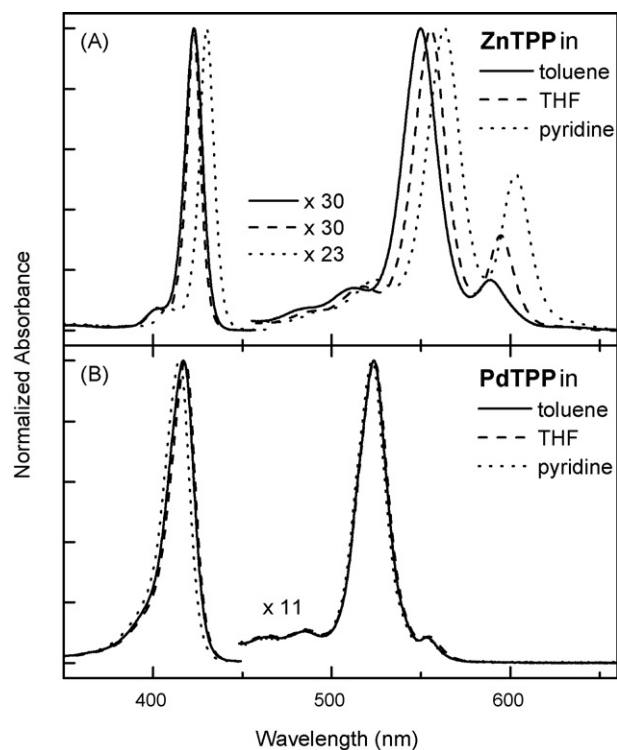 (A)
ZnTPP in
toluene
THF
pyridine
x 30
x 30
x 23
Normalized Absorbance
(B)
PdTPP in
toluene
THF
pyridine
x 11
400
500
600
Wavelength (nm)